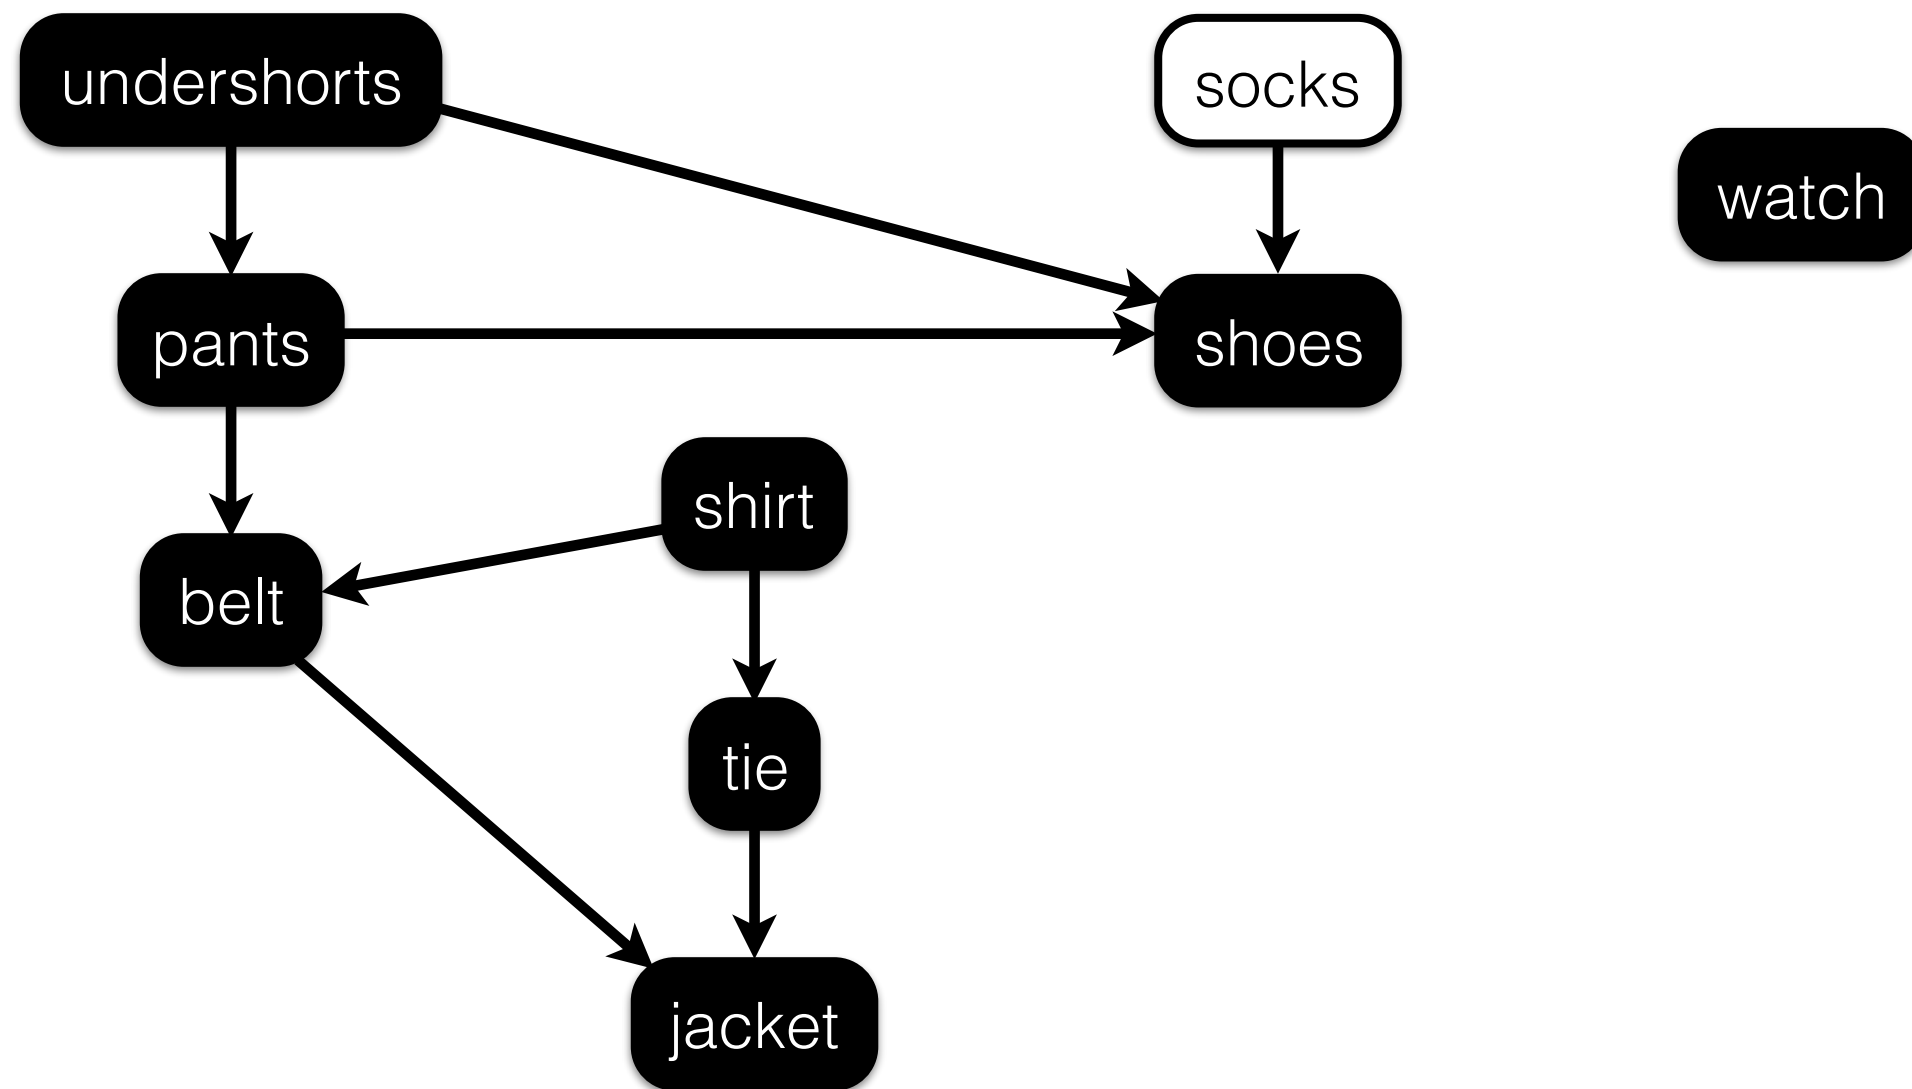 undershorts
socks
watch
pants
shoes
shirt
belt
tie
jacket